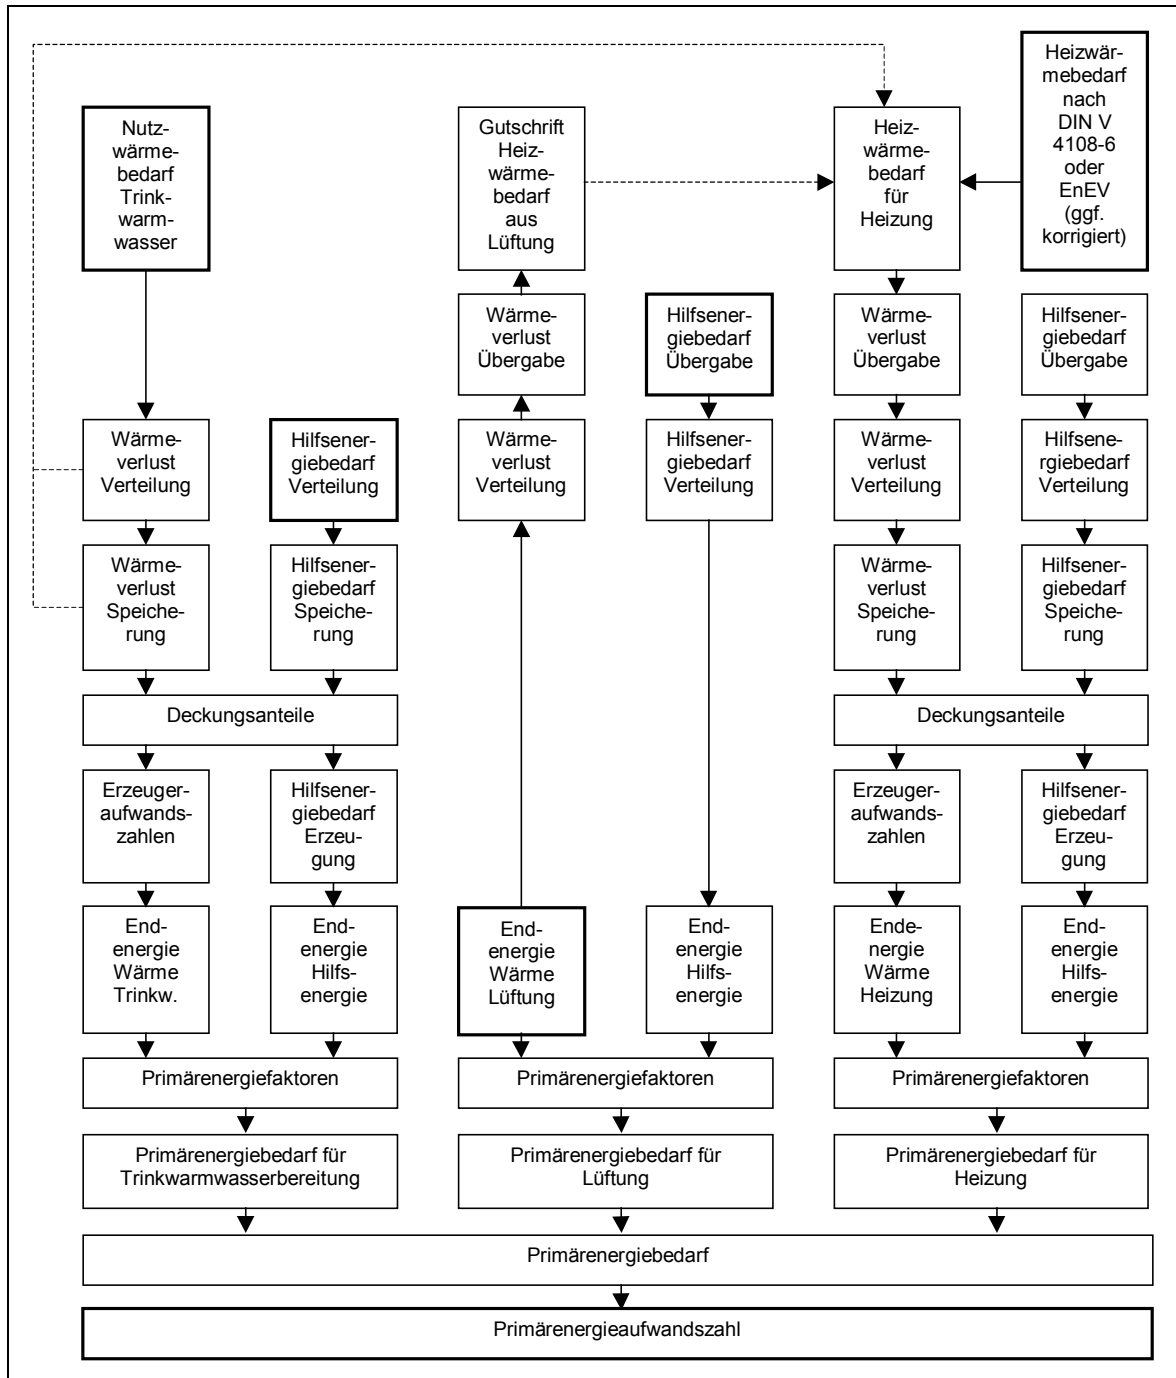 Heizwär-
mebedarf
nach
DIN V
4108-6
oder
EnEV
(ggf.
korrigiert)
Nutz-
wärme-
bedarf
Trink-
warm-
wasser
Gutschrift
Heiz-
wärme-
bedarf
aus
Lüftung
Heiz-
wärme-
bedarf
für
Heizung
Wärme-
verlust
Übergabe
Hilfsener-
giebedarf
Übergabe
Wärme-
verlust
Übergabe
Hilfsener-
giebedarf
Übergabe
Wärme-
verlust
Verteilung
Hilfsener-
giebedarf
Verteilung
Wärme-
verlust
Verteilung
Hilfsener-
giebedarf
Verteilung
Wärme-
verlust
Verteilung
Hilfsene-
rgiebedarf
Verteilung
Wärme-
verlust
Speiche-
rung
Hilfsener-
giebedarf
Speiche-
rung
Wärme-
verlust
Speiche-
rung
Hilfsener-
giebedarf
Speiche-
rung
Deckungsanteile
Deckungsanteile
Erzeuger-
aufwands-
zahlen
Hilfsener-
giebedarf
Erzeu-
gung
Erzeuger-
aufwands-
zahlen
Hilfsener-
giebedarf
Erzeu-
gung
End-
energie
Wärme
Trinkw.
End-
energie
Hilfs-
energie
End-
energie
Wärme
Lüftung
End-
energie
Hilfs-
energie
Ende-
nergie
Wärme
Heizung
End-
energie
Hilfs-
energie
Primärenergiefaktoren
Primärenergiefaktoren
Primärenergiefaktoren
Primärenergiebedarf für
Trinkwarmwasserbereitung
Primärenergiebedarf für
Lüftung
Primärenergiebedarf für
Heizung
Primärenergiebedarf
Primärenergieaufwandszahl